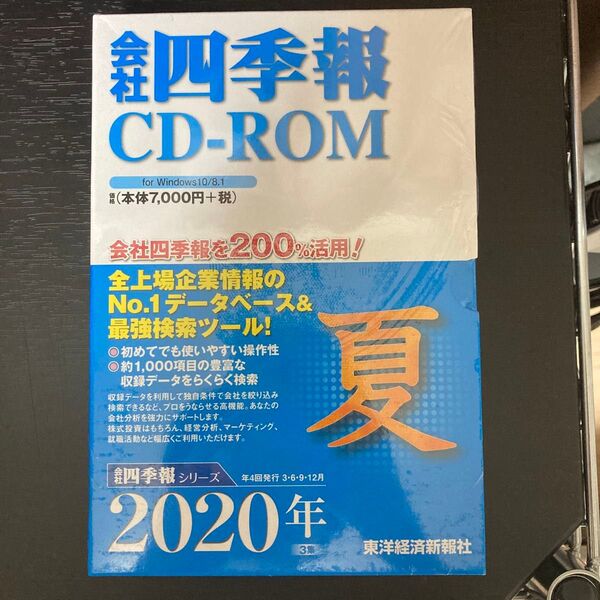 会社四季報
CD-ROM
for Windows10/8.1
価格(本体7,000円+税)
会社四季報を200%活用!
全上場企業情報の
No.1データベース&
最強検索ツール!
夏
◉初めてでも使いやすい操作性
◉約1,000項目の豊富な
収録データをらくらく検索
収録データを利用して独自条件で会社を絞り込み
検索できるなど、プロをうならせる高機能。あなたの
会社分析を強力にサポートします。
株式投資はもちろん、経営分析、マーケティング、
就職活動など幅広くご利用いただけます。
会社四季報シリーズ 年4回発行 3・6・9・12月
2020年
3集
東洋経済新報社